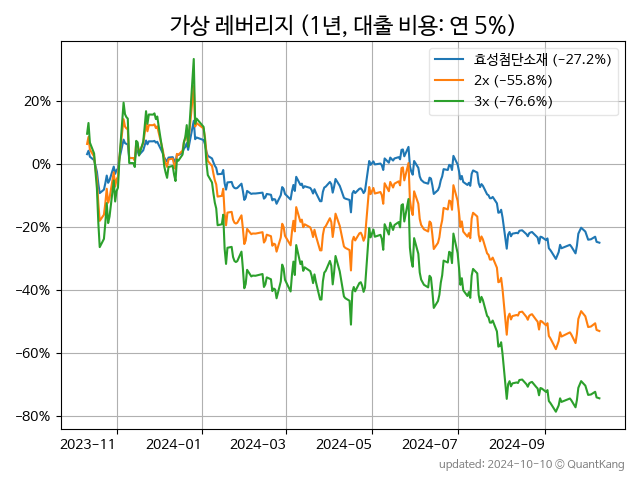 가상 레버리지 (1년, 대출 비용: 연 5%)
효성첨단소재 (−27.2%)
2x (−55.8%)
3x (−76.6%)
20%
0%
−20%
−40%
−60%
−80%
2023-11 2024-01 2024-03 2024-05 2024-07 2024-09
updated: 2024-10-10 © QuantKang